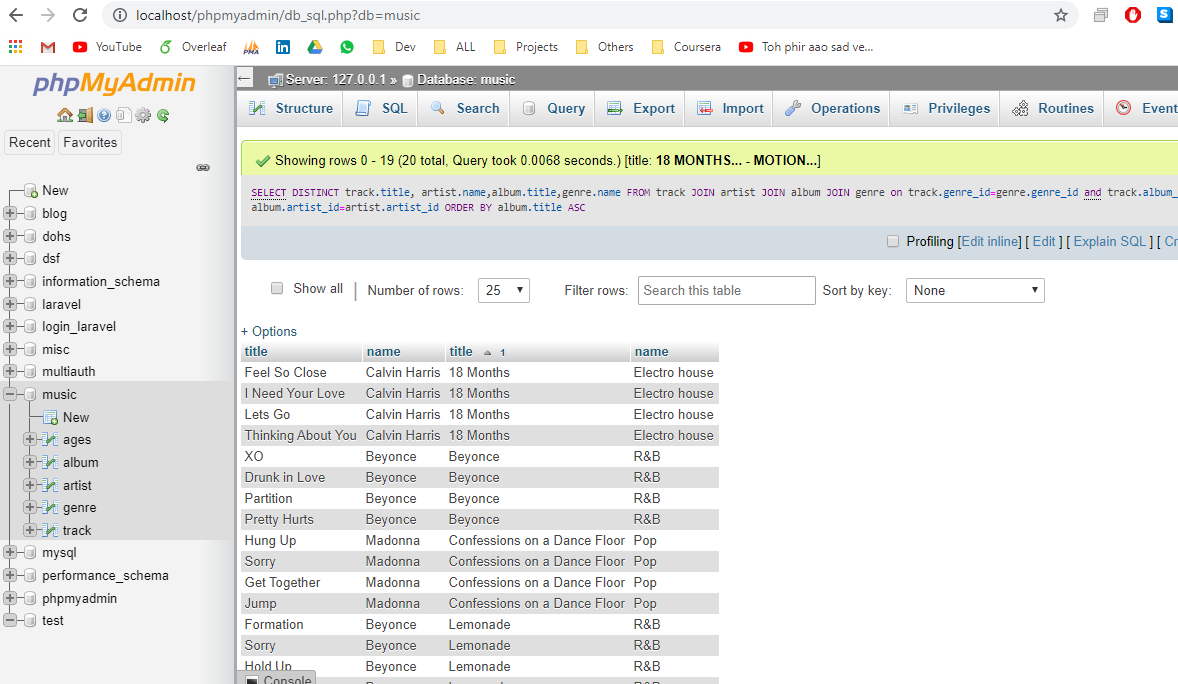 localhost/phpmyadmin/db_sql.php?db=music
YouTube Overleaf PMA Dev ALL Projects Others Coursera Toh phir aao sad ve...
phpMyAdmin
Recent Favorites
New
blog
dohs
dsf
information_schema
laravel
login_laravel
misc
multiauth
music
New
ages
album
artist
genre
track
mysql
performance_schema
phpmyadmin
test
Server: 127.0.0.1 » Database: music
Structure SQL Search Query Export Import Operations Privileges Routines Event
Showing rows 0 - 19 (20 total, Query took 0.0068 seconds.) [title: 18 MONTHS... - MOTION...]
SELECT DISTINCT track.title, artist.name,album.title,genre.name FROM track JOIN artist JOIN album JOIN genre on track.genre_id=genre.genre_id and track.album_
album.artist_id=artist.artist_id ORDER BY album.title ASC
Profiling [Edit inline] [ Edit ] [ Explain SQL ] [ Cr
Show all | Number of rows: 25 Filter rows: Search this table Sort by key: None
+ Options
title name title 1 name
Feel So Close Calvin Harris 18 Months Electro house
I Need Your Love Calvin Harris 18 Months Electro house
Lets Go Calvin Harris 18 Months Electro house
Thinking About You Calvin Harris 18 Months Electro house
XO Beyonce Beyonce R&B
Drunk in Love Beyonce Beyonce R&B
Partition Beyonce Beyonce R&B
Pretty Hurts Beyonce Beyonce R&B
Hung Up Madonna Confessions on a Dance Floor Pop
Sorry Madonna Confessions on a Dance Floor Pop
Get Together Madonna Confessions on a Dance Floor Pop
Jump Madonna Confessions on a Dance Floor Pop
Formation Beyonce Lemonade R&B
Sorry Beyonce Lemonade R&B
Hold Up Beyonce Lemonade R&B
Console